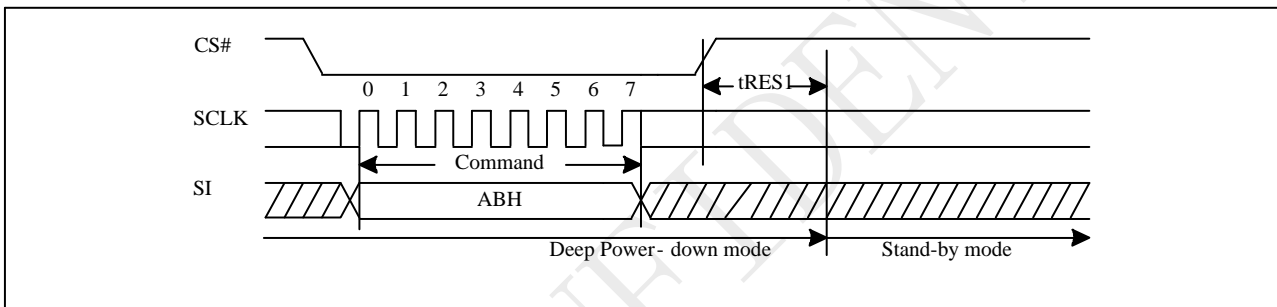 CS#
tRES1
0 1 2 3 4 5 6 7
SCLK
Command
SI
ABH
Deep Power- down mode
Stand-by mode